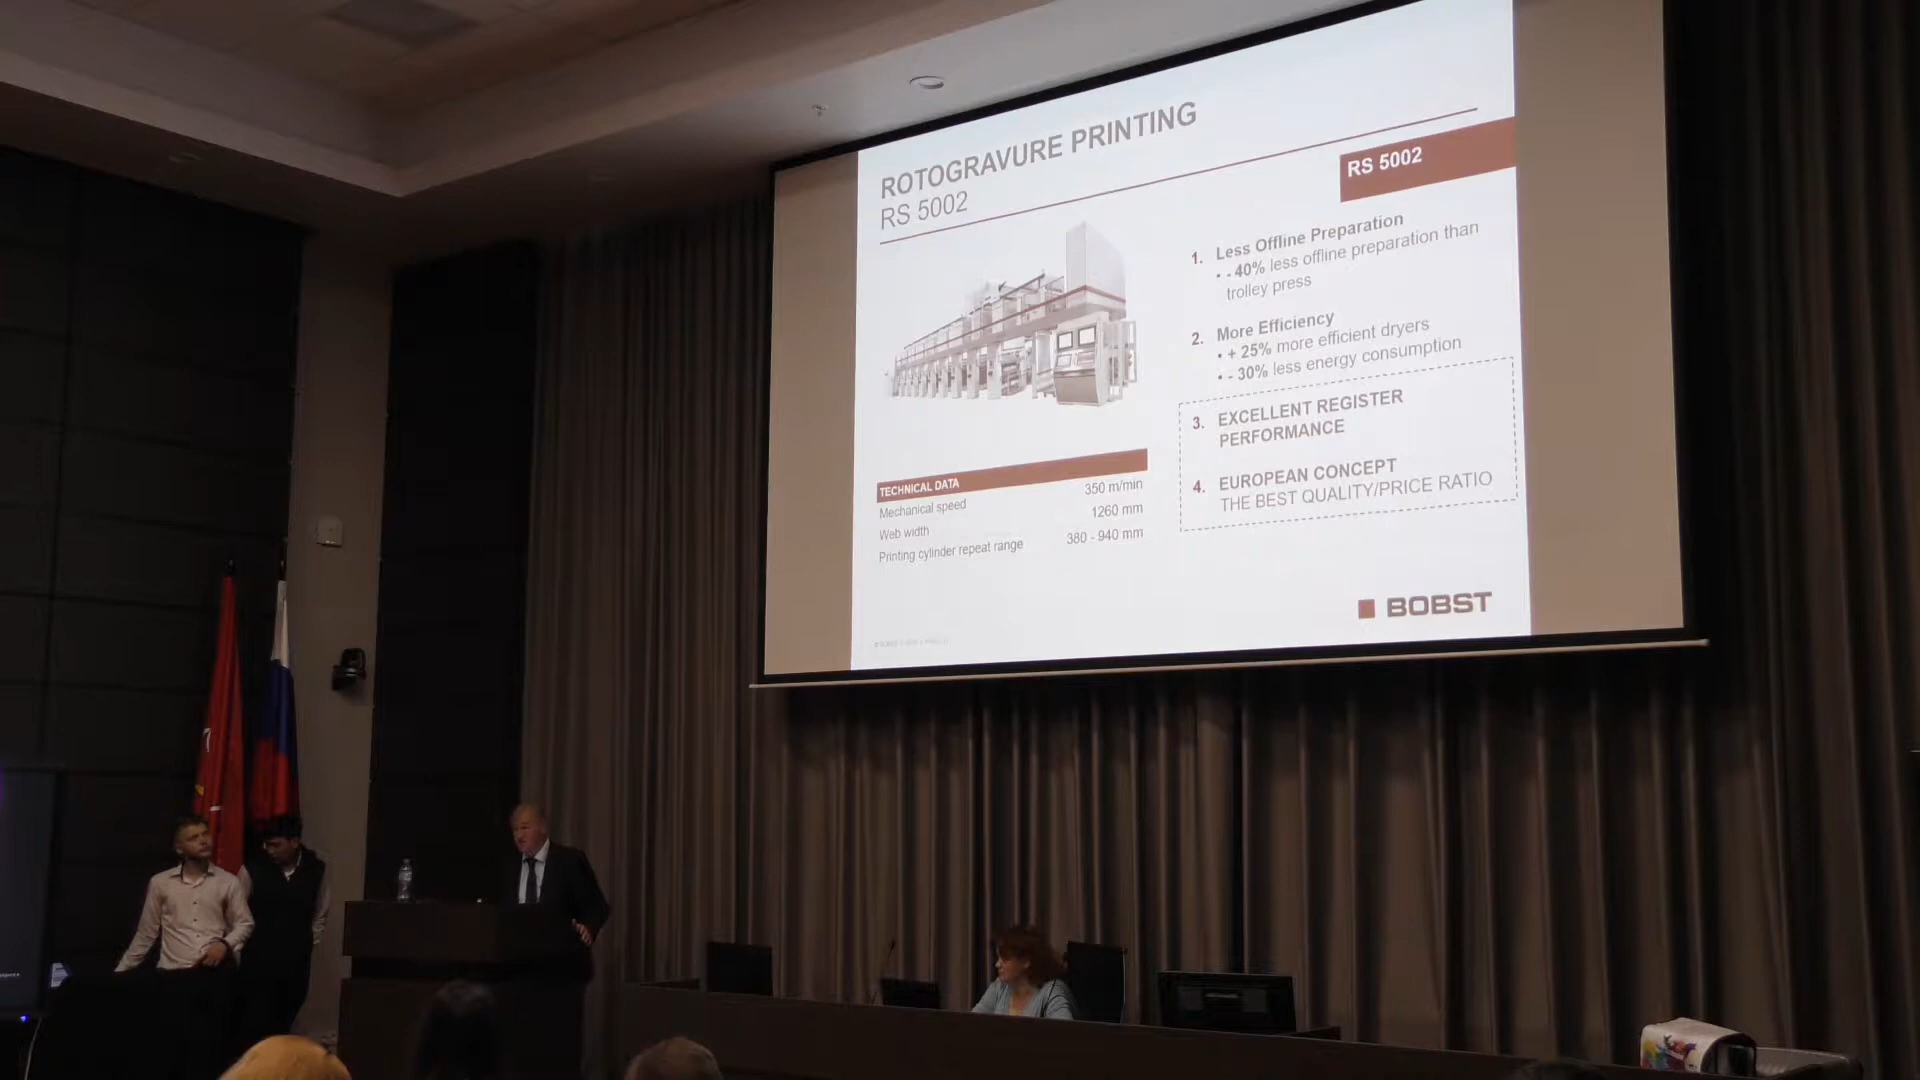 ROTOGRAVURE PRINTING
RS 5002
RS 5002
1. Less Offline Preparation
• - 40% less offline preparation than
trolley press
2. More Efficiency
• + 25% more efficient dryers
• - 30% less energy consumption
3. EXCELLENT REGISTER
PERFORMANCE
4. EUROPEAN CONCEPT
THE BEST QUALITY/PRICE RATIO
TECHNICAL DATA
Mechanical speed 350 m/min
Web width 1260 mm
Printing cylinder repeat range 380 - 940 mm
BOBST